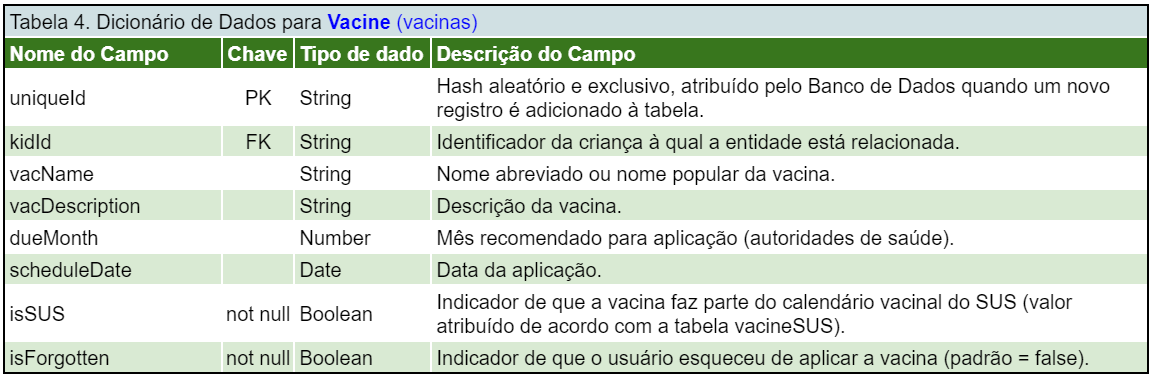 Tabela 4. Dicionário de Dados para Vacine (vacinas)
Nome do Campo Chave Tipo de dado Descrição do Campo
uniqueId PK String Hash aleatório e exclusivo, atribuído pelo Banco de Dados quando um novo
registro é adicionado à tabela.
kidId FK String Identificador da criança à qual a entidade está relacionada.
vacName String Nome abreviado ou nome popular da vacina.
vacDescription String Descrição da vacina.
dueMonth Number Mês recomendado para aplicação (autoridades de saúde).
scheduleDate Date Data da aplicação.
isSUS not null Boolean Indicador de que a vacina faz parte do calendário vacinal do SUS (valor
atribuído de acordo com a tabela vacineSUS).
isForgotten not null Boolean Indicador de que o usuário esqueceu de aplicar a vacina (padrão = false).